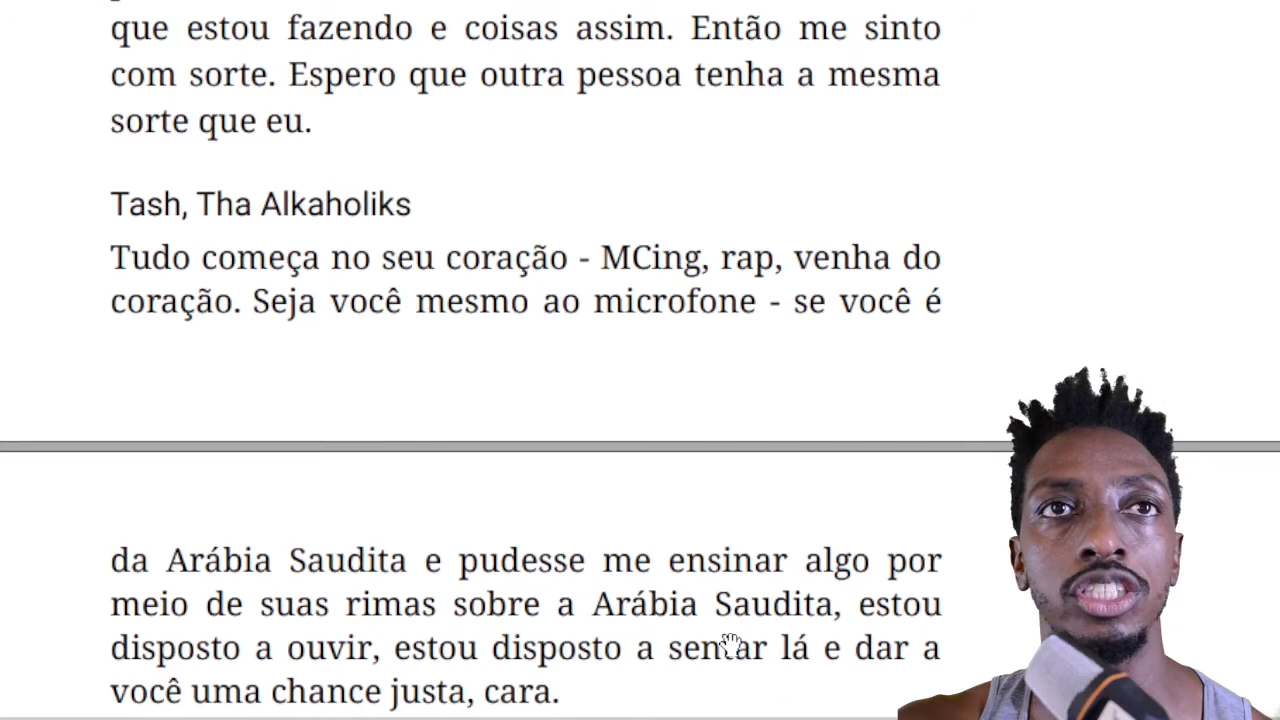 que estou fazendo e coisas assim. Então me sinto
com sorte. Espero que outra pessoa tenha a mesma
sorte que eu.
Tash, Tha Alkaholiks
Tudo começa no seu coração - MCing, rap, venha do
coração. Seja você mesmo ao microfone - se você é
da Arábia Saudita e pudesse me ensinar algo por
meio de suas rimas sobre a Arábia Saudita, estou
disposto a ouvir, estou disposto a sentar lá e dar a
você uma chance justa, cara.